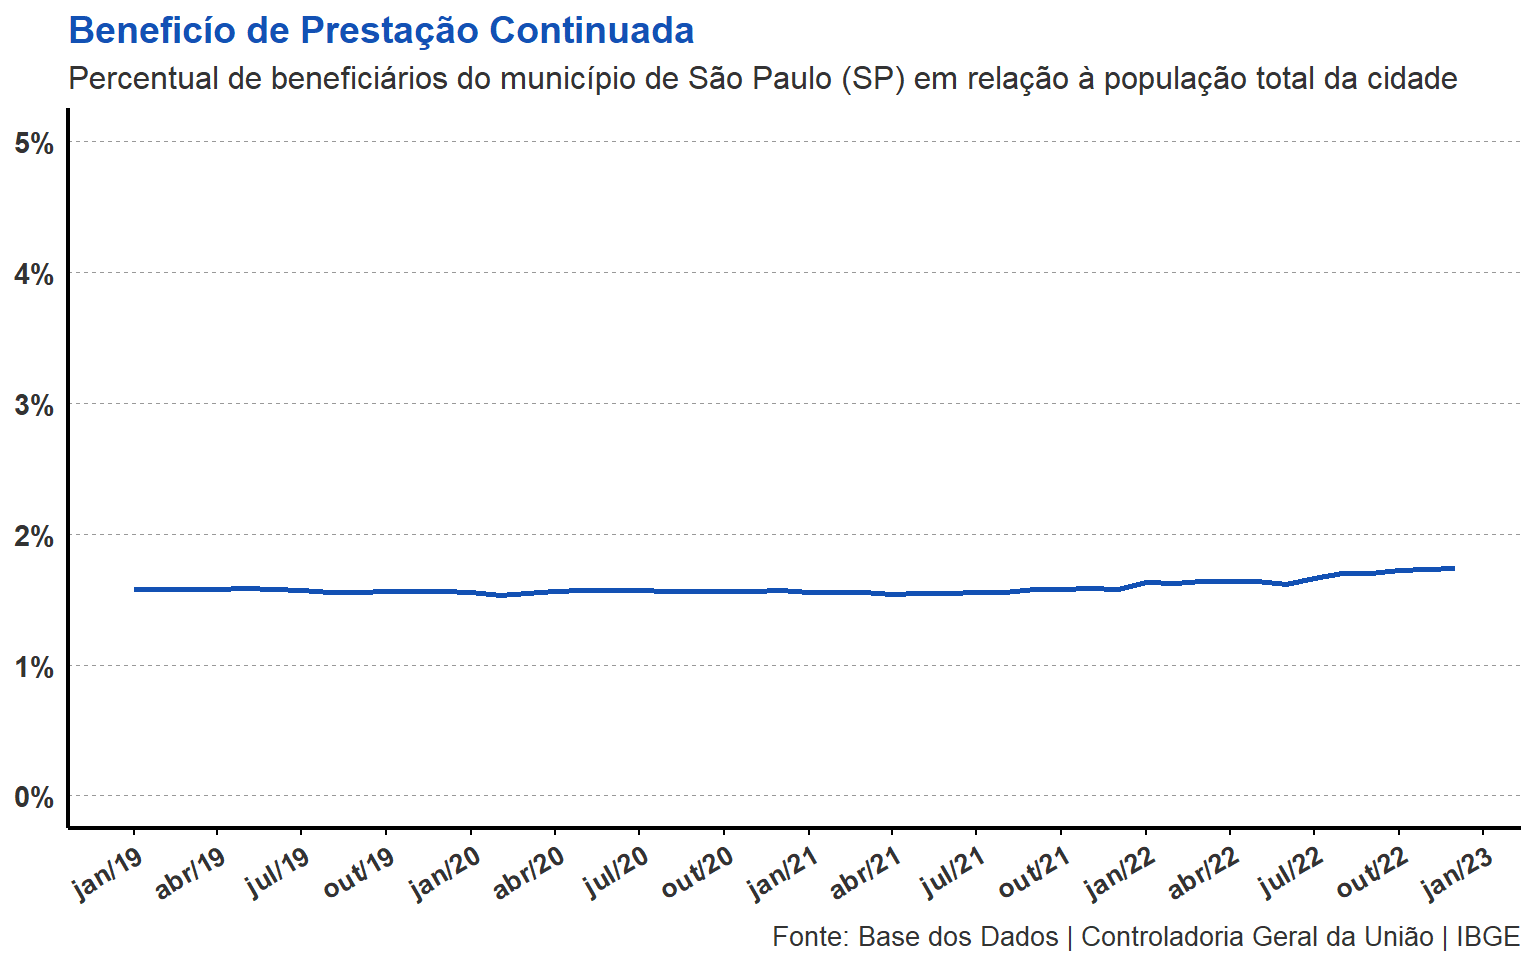 Beneficío de Prestação Continuada
Percentual de beneficiários do município de São Paulo (SP) em relação à população total da cidade
5%
4%
3%
2%
1%
0%
jan/19
abr/19
jul/19
out/19
jan/20
abr/20
jul/20
out/20
jan/21
abr/21
jul/21
out/21
jan/22
abr/22
jul/22
out/22
jan/23
Fonte: Base dos Dados | Controladoria Geral da União | IBGE